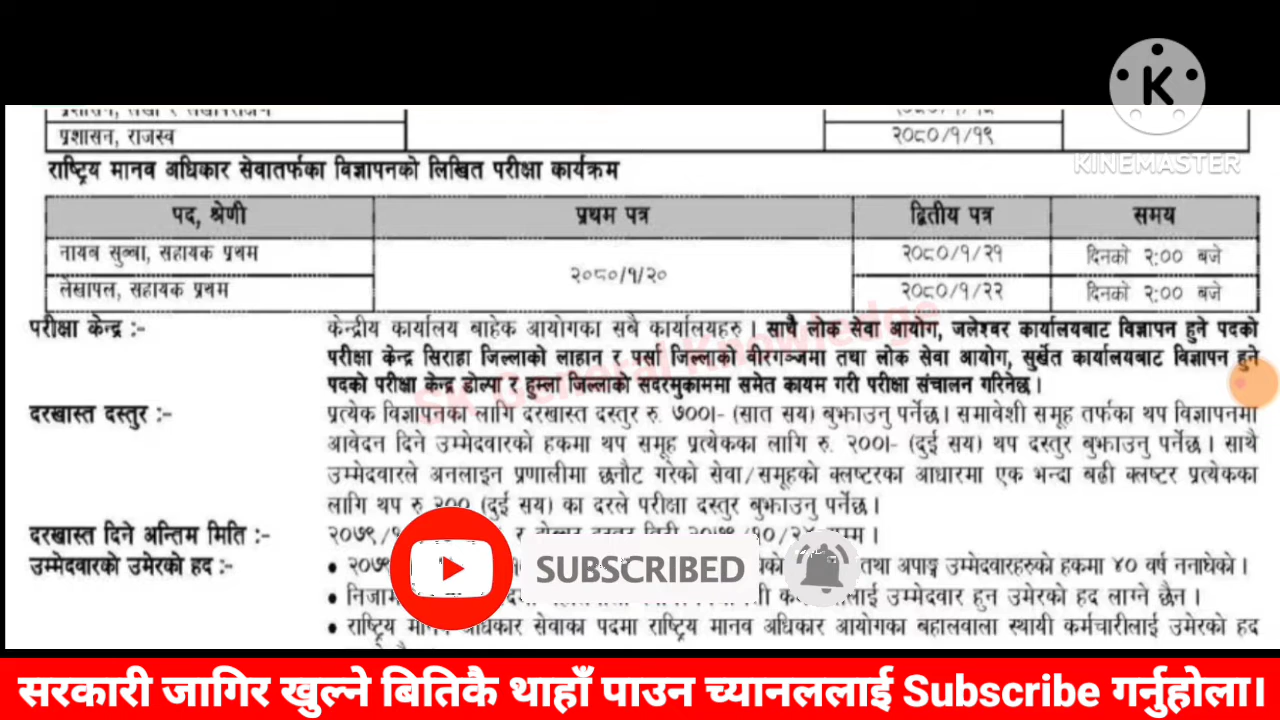 K
KINEMASTER
प्रशासन, राजस्व
२०८०/१/१९
राष्ट्रिय मानव अधिकार सेवातर्फका विज्ञापनको लिखित परीक्षा कार्यक्रम
पद, श्रेणी प्रथम पत्र द्वितीय पत्र समय
नायब सुब्बा, सहायक प्रथम २०८०/१/२१ दिनको २:०० बजे
२०८०/१/२०
लेखापाल, सहायक प्रथम २०८०/१/२२ दिनको २:०० बजे
परीक्षा केन्द्र :- केन्द्रीय कार्यालय बाहेक आयोगका सबै कार्यालयहरु । साथै लोक सेवा आयोग, जलेश्वर कार्यालयबाट विज्ञापन हुने पदको
परीक्षा केन्द्र सिराहा जिल्लाको लाहान र पर्सा जिल्लाको वीरगञ्जमा तथा लोक सेवा आयोग, सुर्खेत कार्यालयबाट विज्ञापन हुने
पदको परीक्षा केन्द्र डोल्पा र हुम्ला जिल्लाको सदरमुकाममा समेत कायम गरी परीक्षा संचालन गरिनेछ ।
SK General Knowledge
दरखास्त दस्तुर :- प्रत्येक विज्ञापनका लागि दरखास्त दस्तुर रु. ७००।- (सात सय) बुझाउनु पर्नेछ । समावेशी समूह तर्फका थप विज्ञापनमा
आवेदन दिने उम्मेदवारको हकमा थप समूह प्रत्येकका लागि रु. २००।- (दुई सय) थप दस्तुर बुझाउनु पर्नेछ । साथै
उम्मेदवारले अनलाइन प्रणालीमा छनौट गरेको सेवा/समूहको क्लष्टरका आधारमा एक भन्दा बढी क्लष्टर प्रत्येकका
लागि थप रु २०० (दुई सय) का दरले परीक्षा दस्तुर बुझाउनु पर्नेछ ।
दरखास्त दिने अन्तिम मिति :- २०७९/
उम्मेदवारको उमेरको हद :- • २०७९ तथा अपाङ्ग उम्मेदवारहरुको हकमा ४० वर्ष ननाघेको ।
उम्मेदवार हुन उमेरको हद लाग्ने छैन ।
• राष्ट्रिय मानव अधिकार सेवाका पदमा राष्ट्रिय मानव अधिकार आयोगका बहालवाला स्थायी कर्मचारीलाई उमेरको हद
SUBSCRIBED
सरकारी जागिर खुल्ने बितिकै थाहाँ पाउन च्यानललाई Subscribe गर्नुहोला।